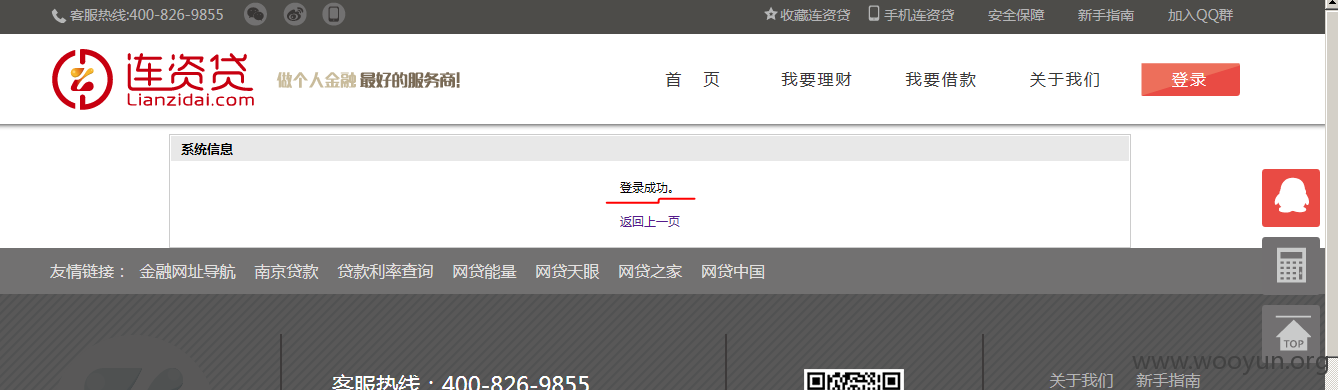 客服热线:400-826-9855 收藏连资贷 手机连资贷 安全保障 新手指南 加入QQ群
连资贷
Lianzidai.com
做个人金融 最好的服务商!
首 页 我要理财 我要借款 关于我们 登录
系统信息
登录成功。
返回上一页
友情链接: 金融网址导航 南京贷款 贷款利率查询 网贷能量 网贷天眼 网贷之家 网贷中国
TOP
www.wooyun.org
客服热线:400-826-9855 关于我们 新手指南